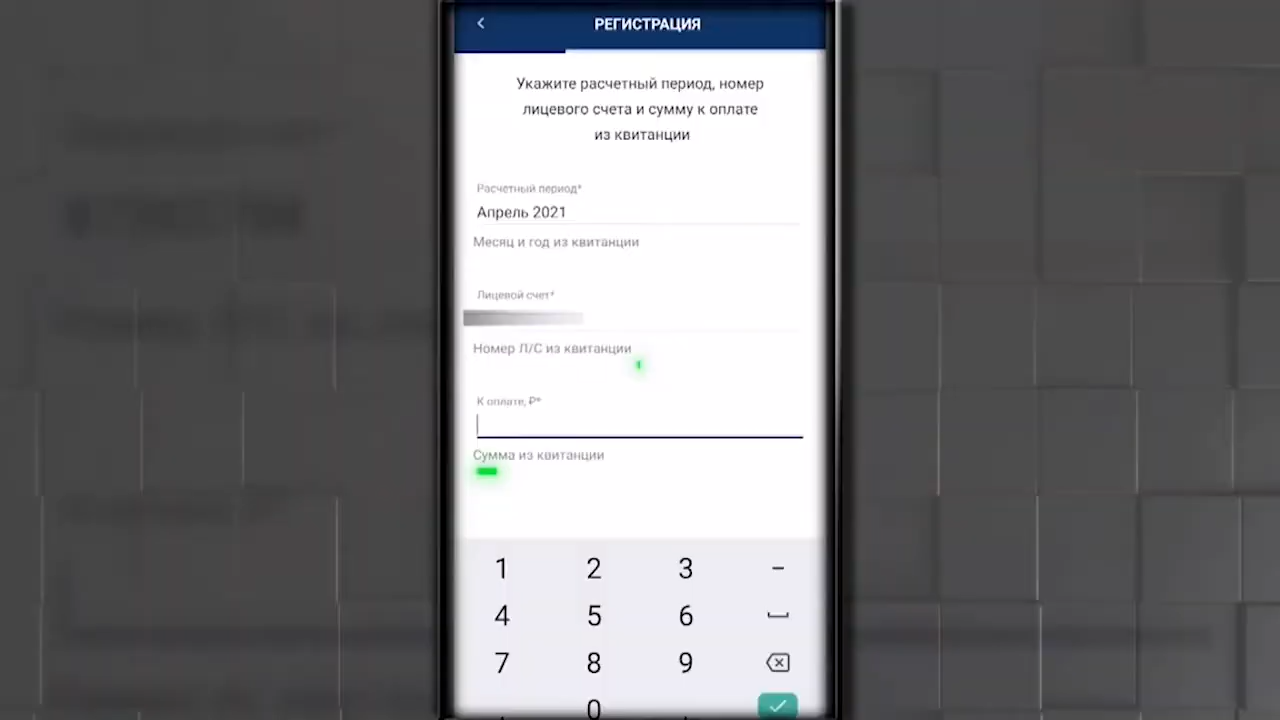 РЕГИСТРАЦИЯ
Укажите расчетный период, номер
лицевого счета и сумму к оплате
из квитанции
Расчетный период*
Апрель 2021
Месяц и год из квитанции
Лицевой счет*
Номер Л/С из квитанции
К оплате, ₽*
Сумма из квитанции
1 2 3 –
4 5 6
7 8 9
0